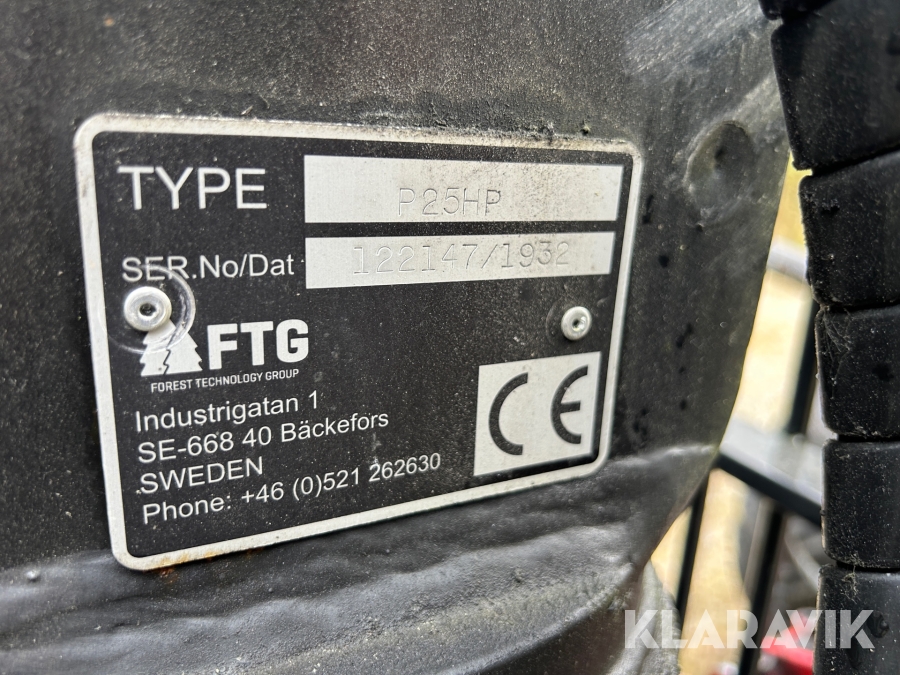 TYPE P25HP
SER.No/Dat 122147/1932
FTG
FOREST TECHNOLOGY GROUP
Industrigatan 1
SE-668 40 Bäckefors
SWEDEN
Phone: +46 (0)521 262630
CE
KLARAVIK